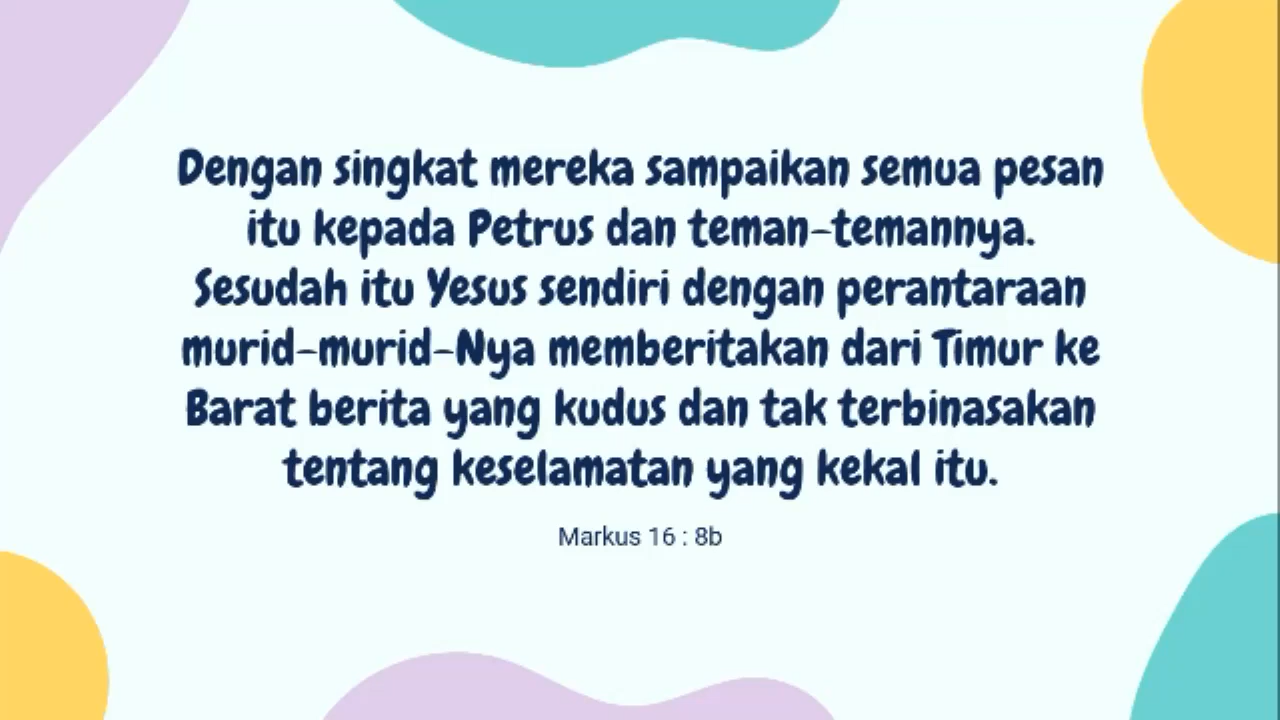 Dengan singkat mereka sampaikan semua pesan
itu kepada Petrus dan teman-temannya.
Sesudah itu Yesus sendiri dengan perantaraan
murid-murid-Nya memberitakan dari Timur ke
Barat berita yang kudus dan tak terbinasakan
tentang keselamatan yang kekal itu.
Markus 16 : 8b